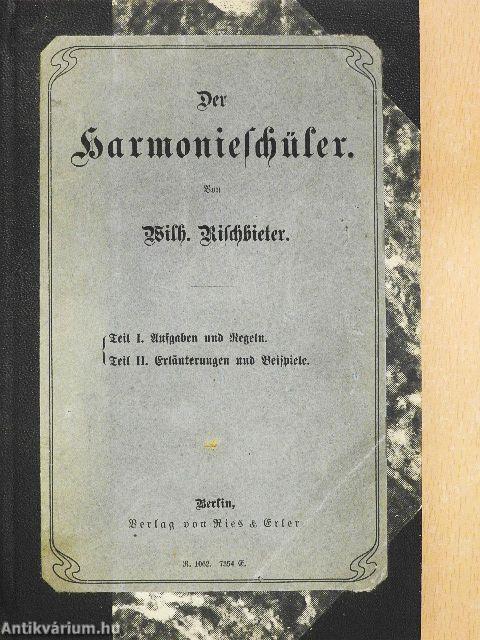 Der
Harmonieschüler.
Von
Wilh. Rischbieter.
Teil I. Aufgaben und Regeln.
Teil II. Erläuterungen und Beispiele.
Berlin,
Verlag von Ries & Erler
R. 1062. 7354 E.
Antikvárium.hu